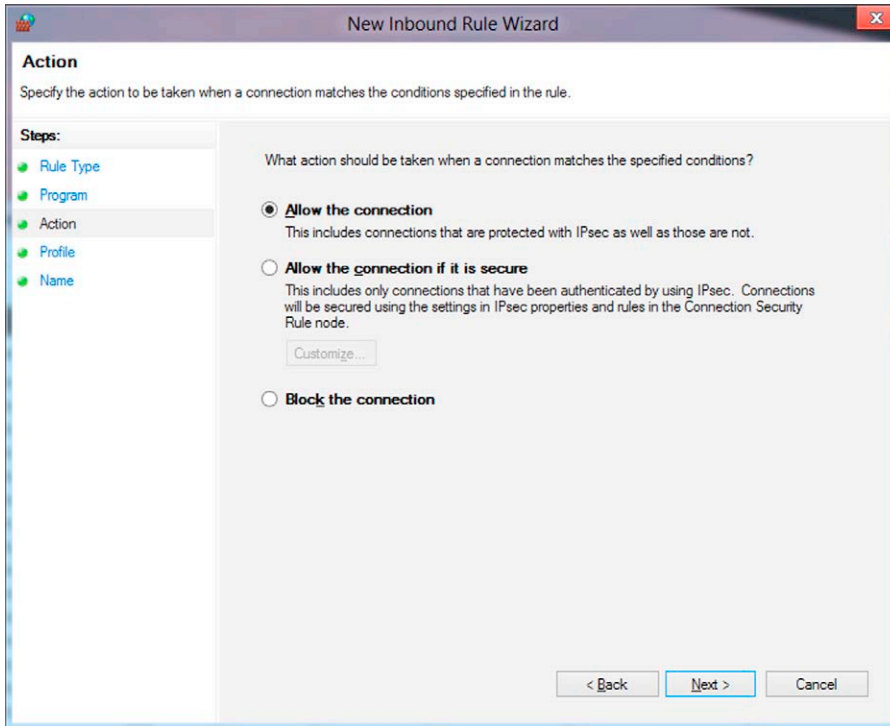 New Inbound Rule Wizard
x
Action
Specify the action to be taken when a connection matches the conditions specified in the rule.
Steps:
Rule Type
Program
Action
Profile
Name
What action should be taken when a connection matches the specified conditions?
Allow the connection
This includes connections that are protected with IPsec as well as those are not.
Allow the connection if it is secure
This includes only connections that have been authenticated by using IPsec. Connections
will be secured using the settings in IPsec properties and rules in the Connection Security
Rule node.
Customize...
Block the connection
< Back
Next >
Cancel